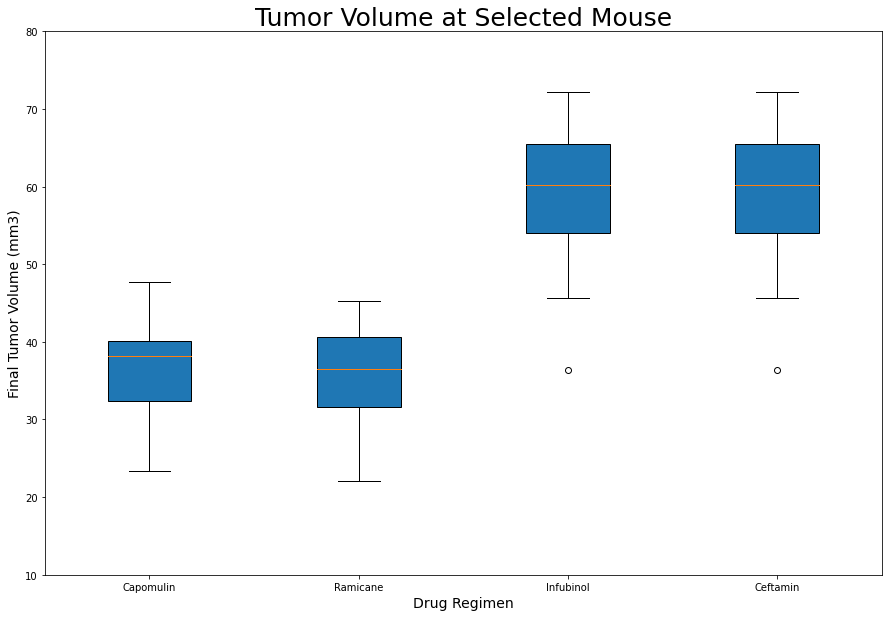 Tumor Volume at Selected Mouse
80
70
60
50
40
30
20
10
Final Tumor Volume (mm3)
Capomulin
Ramicane
Infubinol
Ceftamin
Drug Regimen